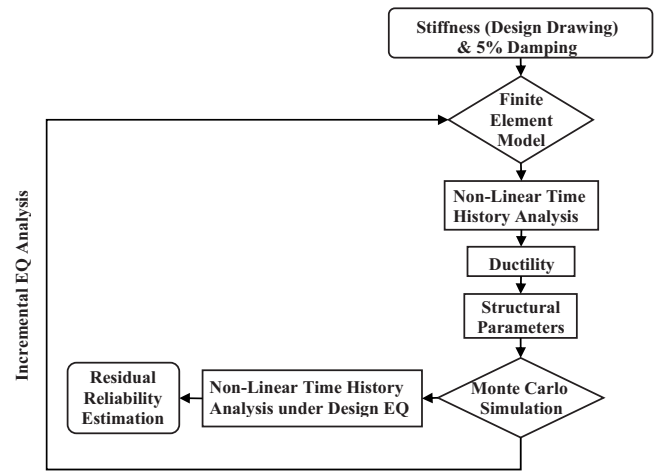 Stiffness (Design Drawing)
& 5% Damping
Finite
Element
Model
Non-Linear Time
History Analysis
Ductility
Structural
Parameters
Monte Carlo
Simulation
Non-Linear Time History
Analysis under Design EQ
Residual
Reliability
Estimation
Incremental EQ Analysis